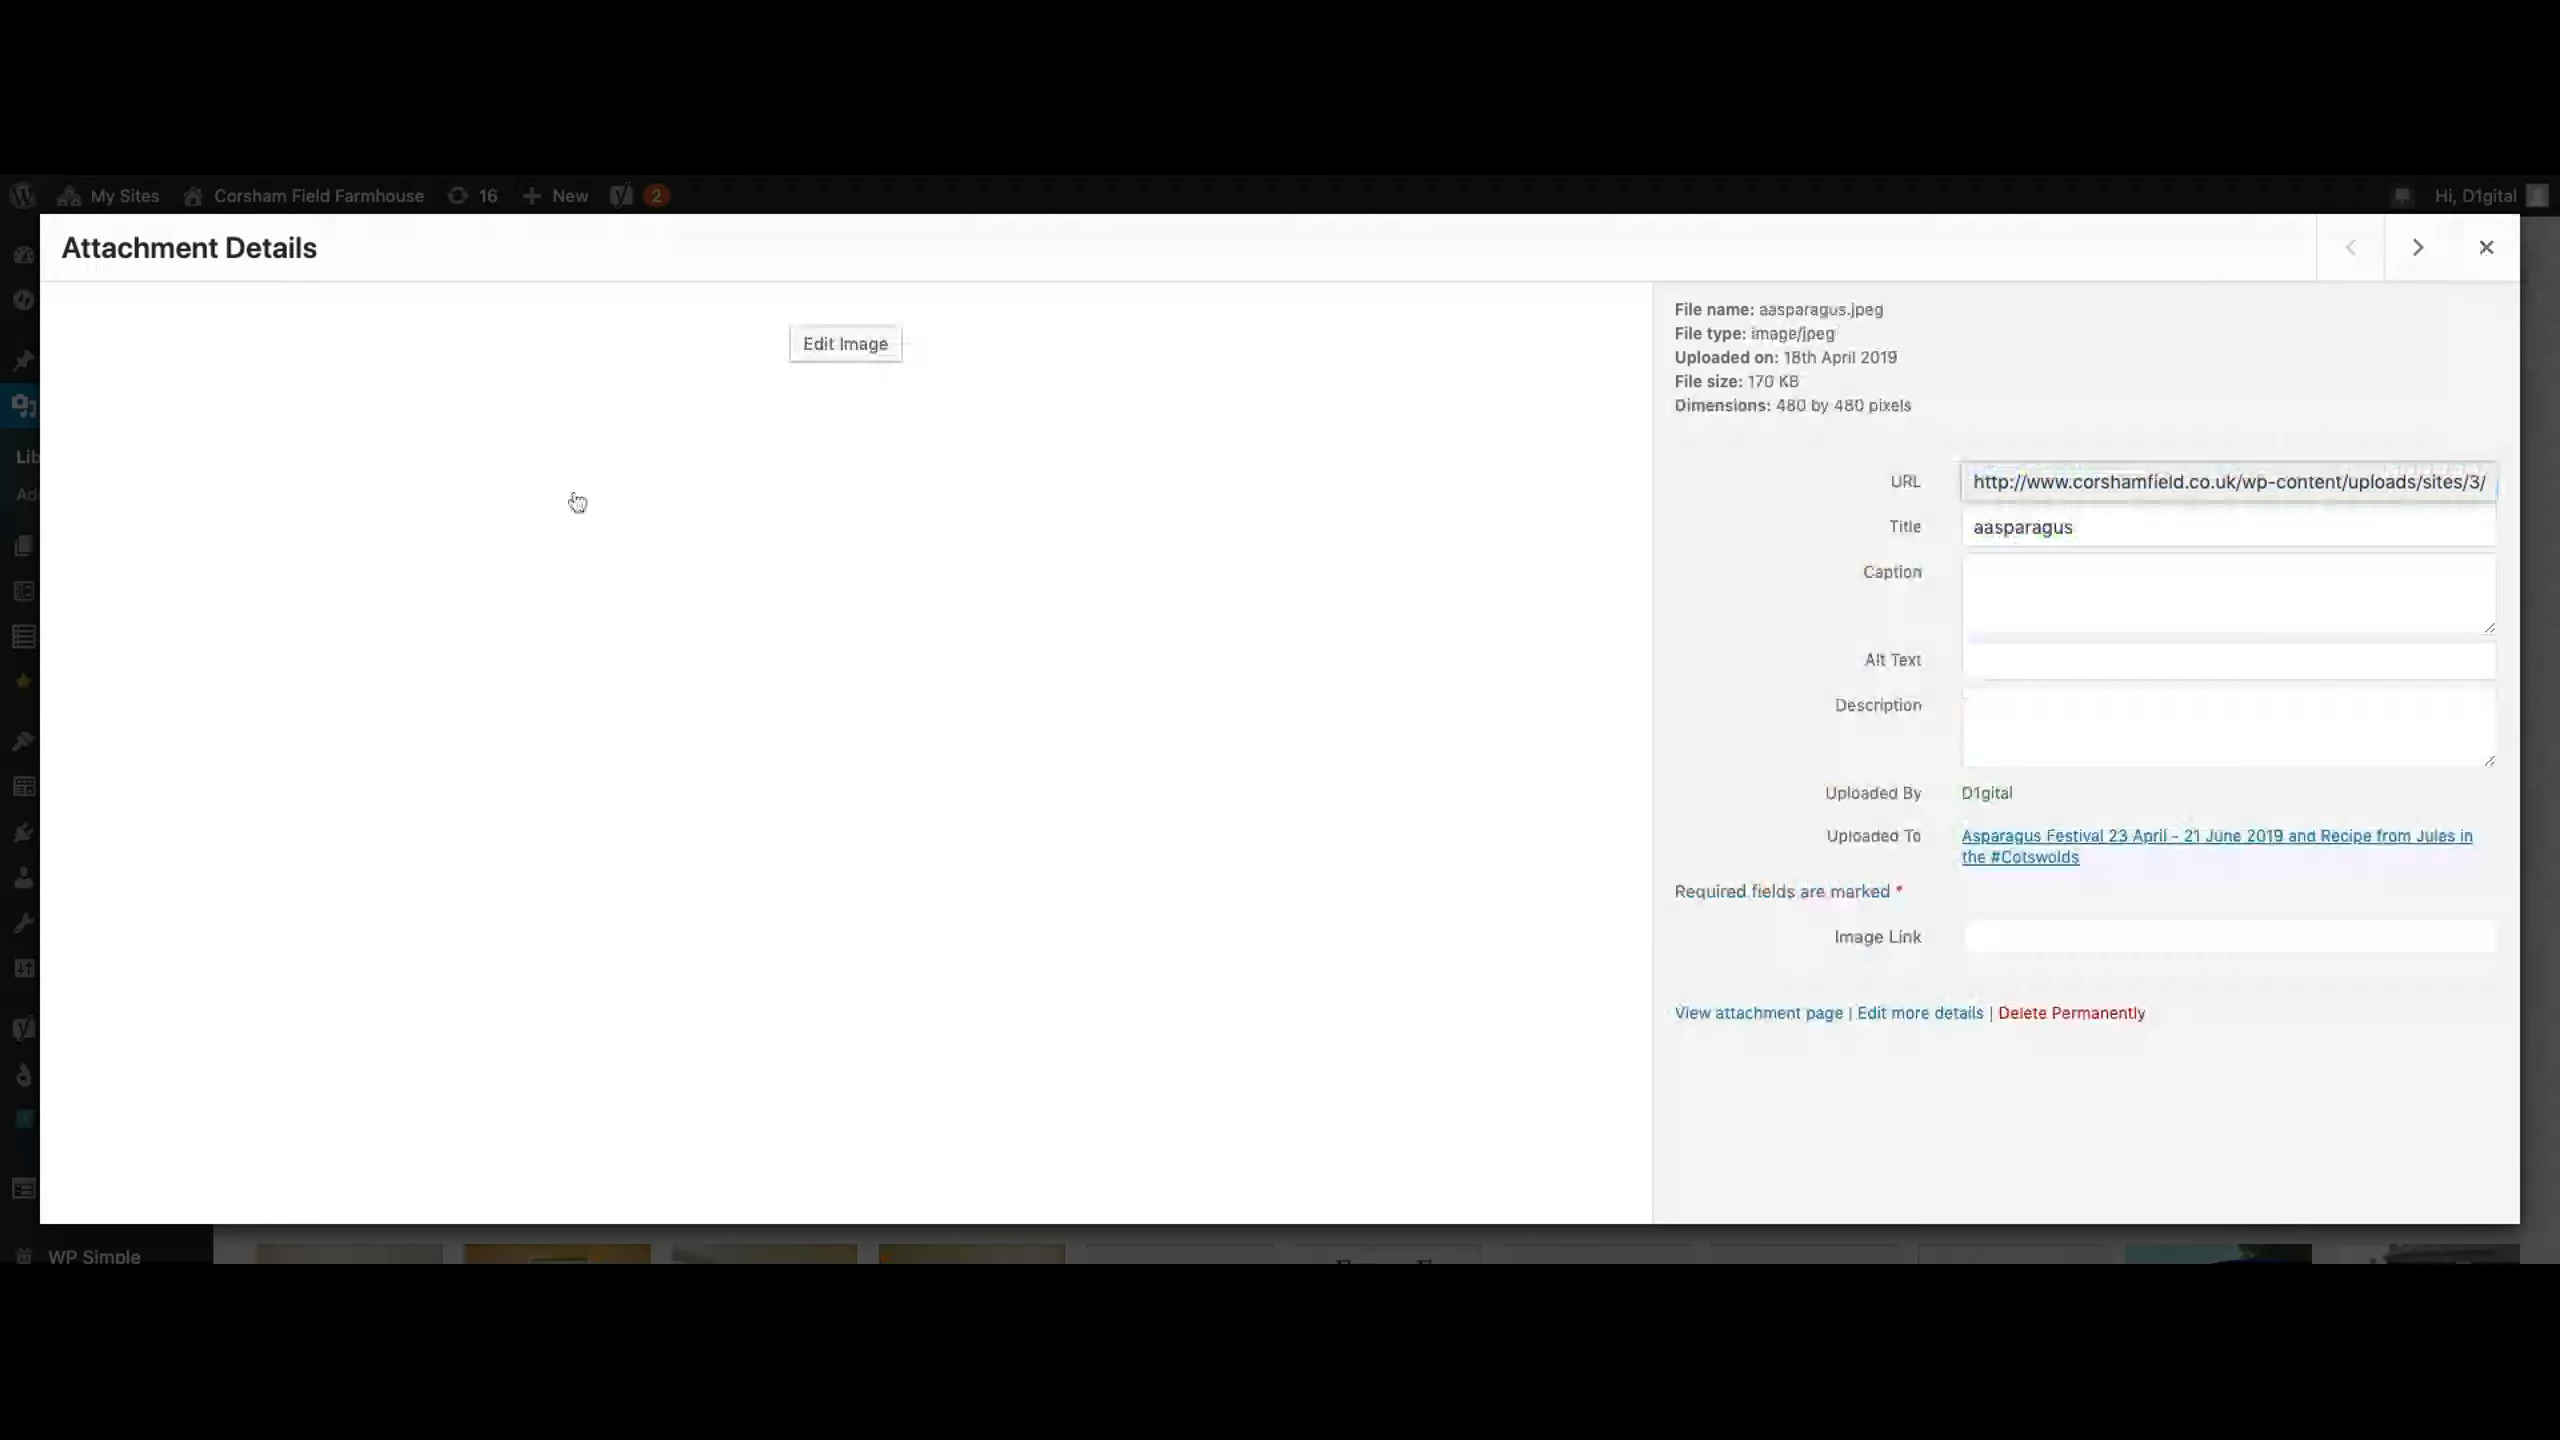 My Sites Corsham Field Farmhouse 16 New 2 Hi, D1gital
Attachment Details
Edit Image
File name: aasparagus.jpeg
File type: image/jpeg
Uploaded on: 18th April 2019
File size: 170 KB
Dimensions: 480 by 480 pixels
URL http://www.corshamfield.co.uk/wp-content/uploads/sites/3/
Title aasparagus
Caption
Alt Text
Description
Uploaded By D1gital
Uploaded To Asparagus Festival 23 April - 21 June 2019 and Recipe from Jules in
the #Cotswolds
Required fields are marked *
Image Link
View attachment page | Edit more details | Delete Permanently
Lib
Ad
WP Simple